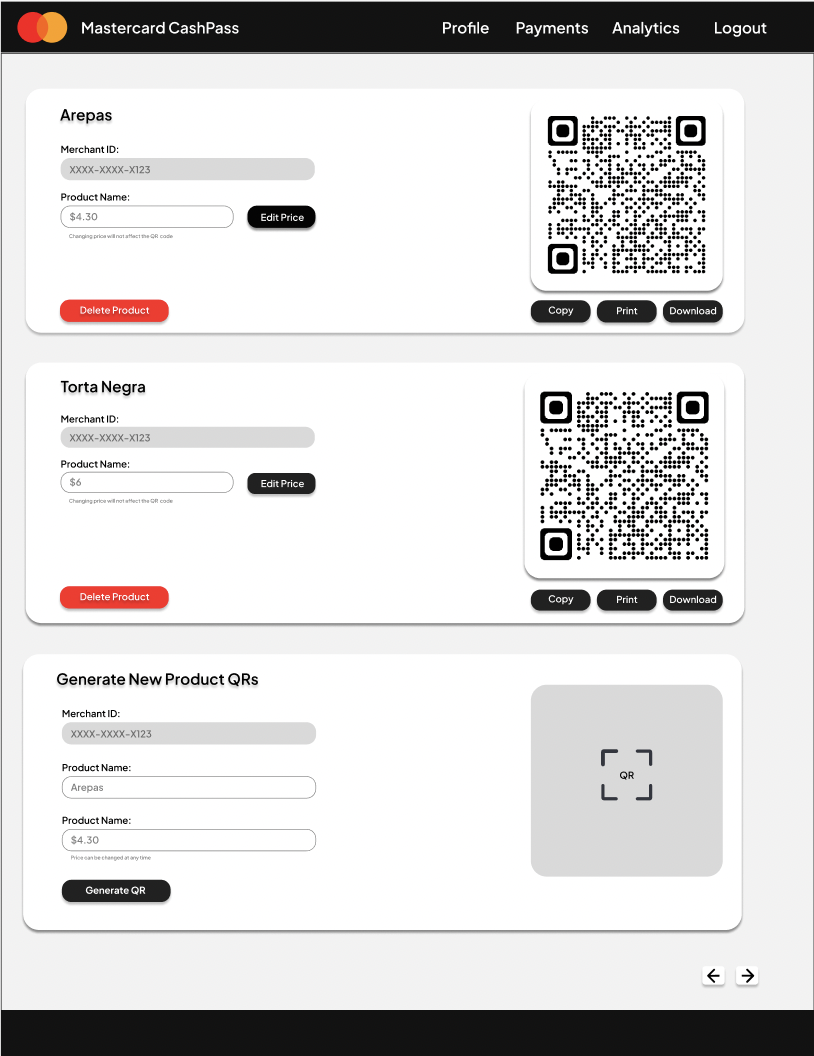 Mastercard CashPass Profile Payments Analytics Logout
Arepas
Merchant ID:
XXXX-XXXX-X123
Product Name:
$4.30
Edit Price
Changing price will not affect the QR code
Delete Product
Copy Print Download
Torta Negra
Merchant ID:
XXXX-XXXX-X123
Product Name:
$6
Edit Price
Changing price will not affect the QR code
Delete Product
Copy Print Download
Generate New Product QRs
Merchant ID:
XXXX-XXXX-X123
Product Name:
Arepas
Product Name:
$4.30
Price can be changed at any time
Generate QR
QR